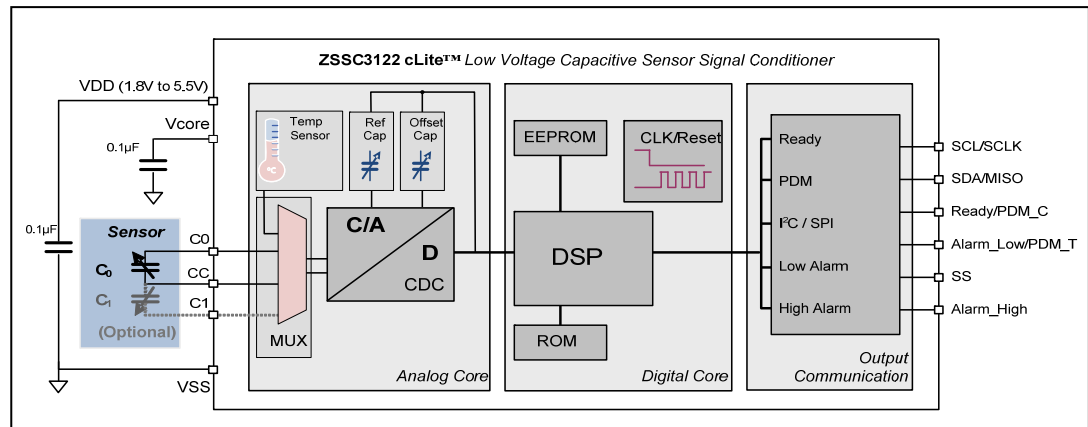 ZSSC3122 cLite™ Low Voltage Capacitive Sensor Signal Conditioner
VDD (1.8V to 5.5V)
Vcore
0.1µF
0.1µF
Sensor
C0
CC
C1
C0
C1
(Optional)
VSS
Temp
Sensor
°C
Ref
Cap
Offset
Cap
C/A
D
CDC
MUX
Analog Core
EEPROM
CLK/Reset
DSP
ROM
Digital Core
Ready
PDM
I²C / SPI
Low Alarm
High Alarm
Output
Communication
SCL/SCLK
SDA/MISO
Ready/PDM_C
Alarm_Low/PDM_T
SS
Alarm_High